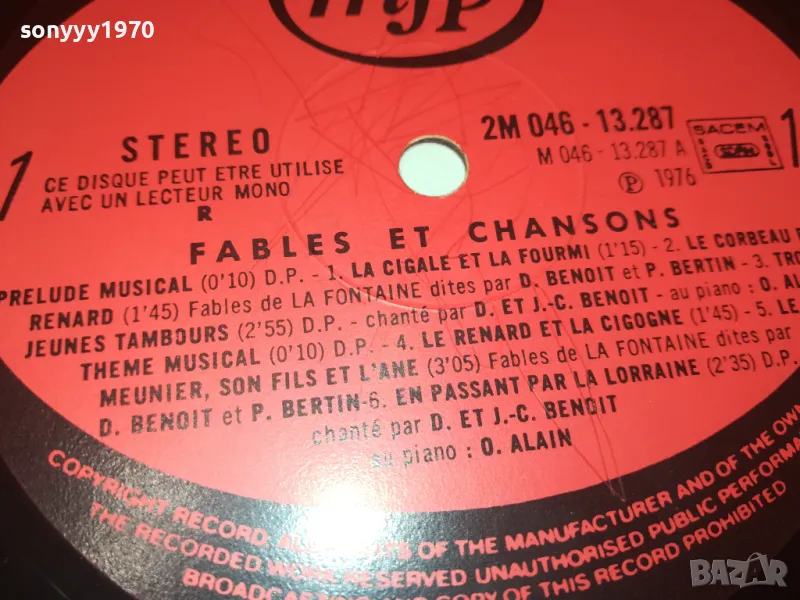 sonyyy1970
mfp
STEREO
2M 046 - 13.287
SACEM
1
CE DISQUE PEUT ETRE UTILISE
M 046 - 13.287 A
1
AVEC UN LECTEUR MONO
℗ 1976
R
FABLES ET CHANSONS
PRELUDE MUSICAL (0'10) D.P. - 1. LA CIGALE ET LA FOURMI (1'15) - 2. LE CORBEAU
RENARD (1'45) Fables de LA FONTAINE dites par D. BENOIT et P. BERTIN - 3. TRO
JEUNES TAMBOURS (2'55) D.P. - chanté par D. ET J.-C. BENOIT - au piano : O. ALA
THEME MUSICAL (0'10) D.P. - 4. LE RENARD ET LA CIGOGNE (1'45) - 5. LE
MEUNIER, SON FILS ET L'ANE (3'05) Fables de LA FONTAINE dites par
D. BENOIT et P. BERTIN-6. EN PASSANT PAR LA LORRAINE (2'35) D.P.
chanté par D. ET J.-C. BENOIT
au piano : O. ALAIN
COPYRIGHT RECORD. OF THE MANUFACTURER AND OF THE OWN
THE RECORDED WORK RESERVED UNAUTHORISED PUBLIC PERFORMA
BROADCASTING COPY OF THIS RECORD PROHIBITED
BAZAR